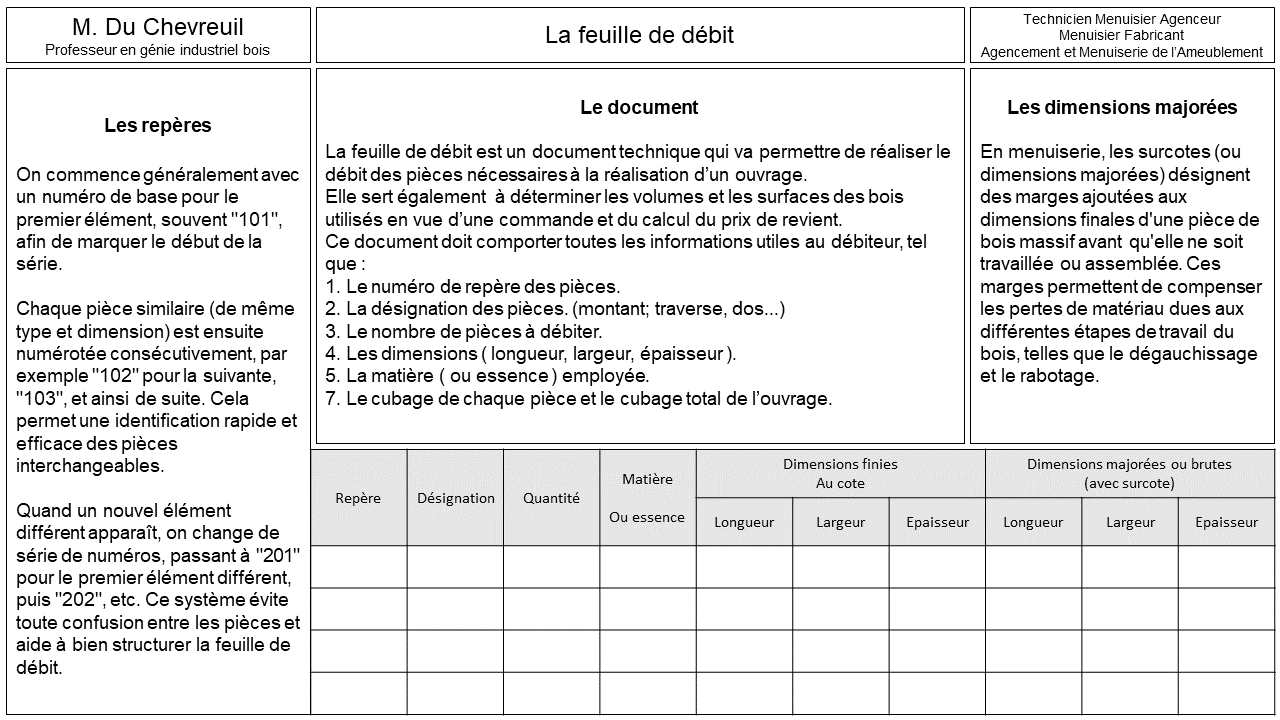 M. Du Chevreuil
Professeur en génie industriel bois
La feuille de débit
Technicien Menuisier Agenceur
Menuisier Fabricant
Agencement et Menuiserie de l'Ameublement
Les repères
On commence généralement avec
un numéro de base pour le
premier élément, souvent "101",
afin de marquer le début de la
série.
Chaque pièce similaire (de même
type et dimension) est ensuite
numérotée consécutivement, par
exemple "102" pour la suivante,
"103", et ainsi de suite. Cela
permet une identification rapide et
efficace des pièces
interchangeables.
Quand un nouvel élément
différent apparaît, on change de
série de numéros, passant à "201"
pour le premier élément différent,
puis "202", etc. Ce système évite
toute confusion entre les pièces et
aide à bien structurer la feuille de
débit.
Le document
La feuille de débit est un document technique qui va permettre de réaliser le
débit des pièces nécessaires à la réalisation d'un ouvrage.
Elle sert également à déterminer les volumes et les surfaces des bois
utilisés en vue d'une commande et du calcul du prix de revient.
Ce document doit comporter toutes les informations utiles au débiteur, tel
que :
1. Le numéro de repère des pièces.
2. La désignation des pièces. (montant; traverse, dos...)
3. Le nombre de pièces à débiter.
4. Les dimensions ( longueur, largeur, épaisseur ).
5. La matière ( ou essence ) employée.
7. Le cubage de chaque pièce et le cubage total de l'ouvrage.
Les dimensions majorées
En menuiserie, les surcotes (ou
dimensions majorées) désignent
des marges ajoutées aux
dimensions finales d'une pièce de
bois massif avant qu'elle ne soit
travaillée ou assemblée. Ces
marges permettent de compenser
les pertes de matériau dues aux
différentes étapes de travail du
bois, telles que le dégauchissage
et le rabotage.
Repère
Désignation
Quantité
Matière
Ou essence
Dimensions finies
Au cote
Longueur
Largeur
Epaisseur
Dimensions majorées ou brutes
(avec surcote)
Longueur
Largeur
Epaisseur